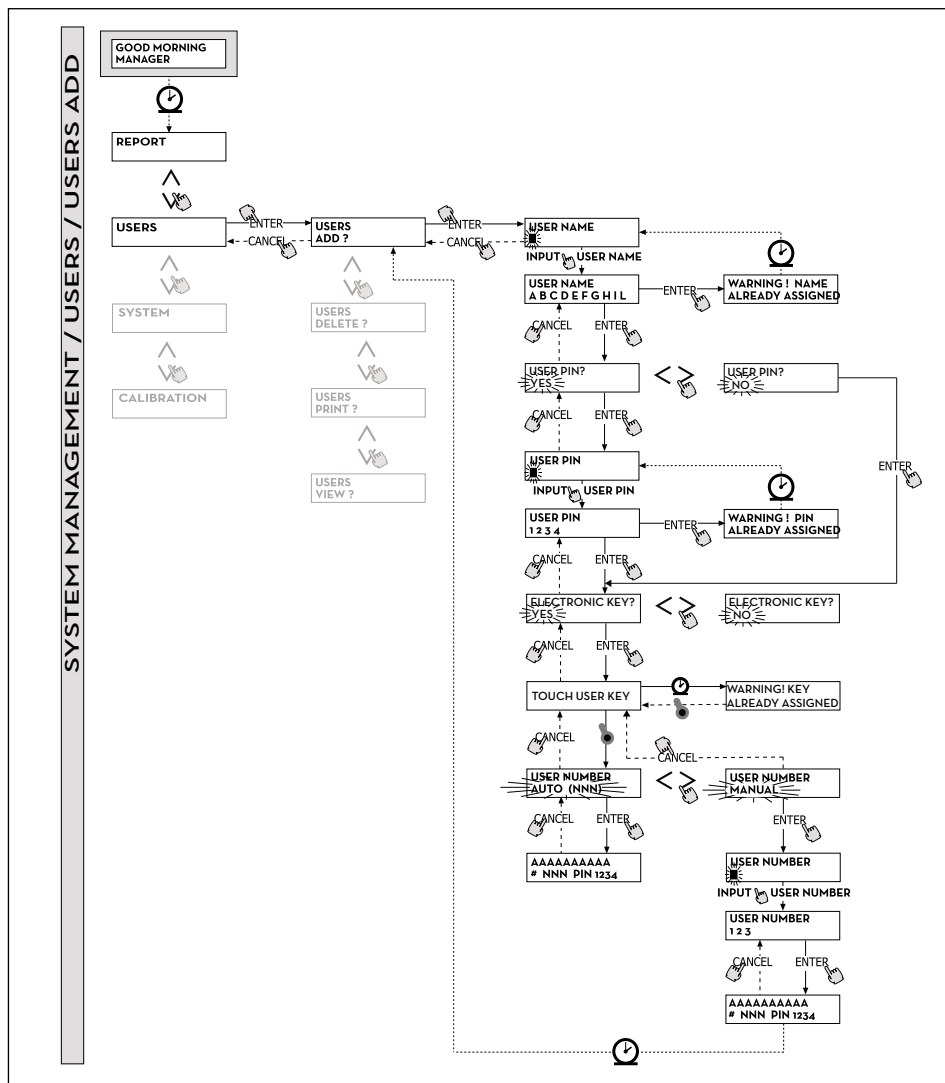 SYSTEM MANAGEMENT / USERS / USERS ADD
GOOD MORNING
MANAGER
REPORT
USERS
ENTER
CANCEL
USERS
ADD ?
ENTER
CANCEL
USER NAME
INPUT USER NAME
USER NAME
A B C D E F G H I L
ENTER
WARNING ! NAME
ALREADY ASSIGNED
SYSTEM
USERS
DELETE ?
CANCEL
ENTER
CALIBRATION
USERS
PRINT ?
USER PIN?
YES
< >
USER PIN?
NO
CANCEL
ENTER
ENTER
USERS
VIEW ?
USER PIN
INPUT USER PIN
USER PIN
1 2 3 4
ENTER
WARNING ! PIN
ALREADY ASSIGNED
CANCEL
ENTER
ELECTRONIC KEY?
YES
< >
ELECTRONIC KEY?
NO
CANCEL
ENTER
TOUCH USER KEY
WARNING! KEY
ALREADY ASSIGNED
CANCEL
CANCEL
USER NUMBER
AUTO (NNN)
< >
USER NUMBER
MANUAL
CANCEL
ENTER
ENTER
AAAAAAAAAA
# NNN PIN 1234
USER NUMBER
INPUT USER NUMBER
USER NUMBER
1 2 3
CANCEL
ENTER
AAAAAAAAAA
# NNN PIN 1234